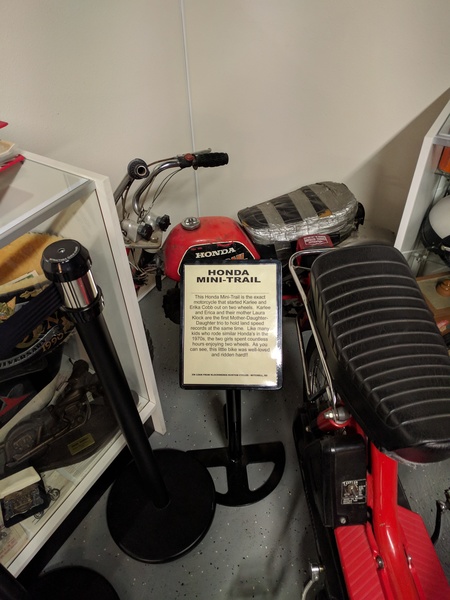 HONDA
HONDA
MINI-TRAIL
This Honda Mini-Trail is the exact
motorcycle that started Karlee and
Erika Cobb out on two wheels. Karlee
and Erica and their mother Laura
Klock are the first Mother-Daughter-
Daughter trio to hold land speed
records at the same time. Like many
kids who rode similar Honda's in the
1970s, the two girls spent countless
hours enjoying two wheels. As you
can see, this little bike was well-loved
and ridden hard!!